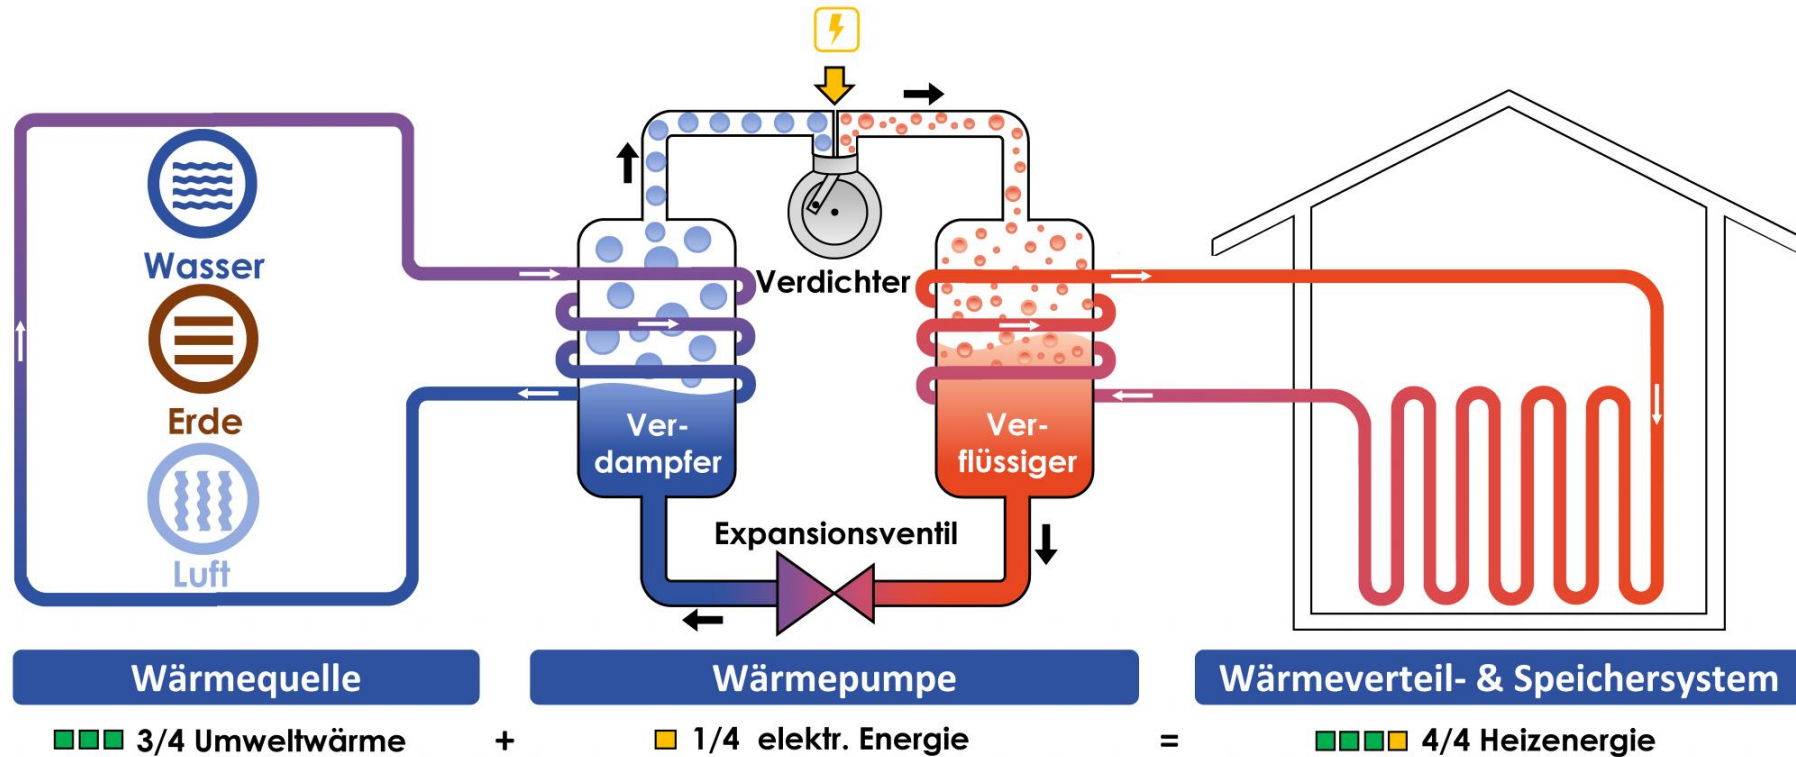 Wasser
Erde
Luft
Verdichter
Ver-
dampfer
Ver-
flüssiger
Expansionsventil
Wärmequelle
Wärmepumpe
Wärmeverteil- & Speichersystem
3/4 Umweltwärme + 1/4 elektr. Energie = 4/4 Heizenergie